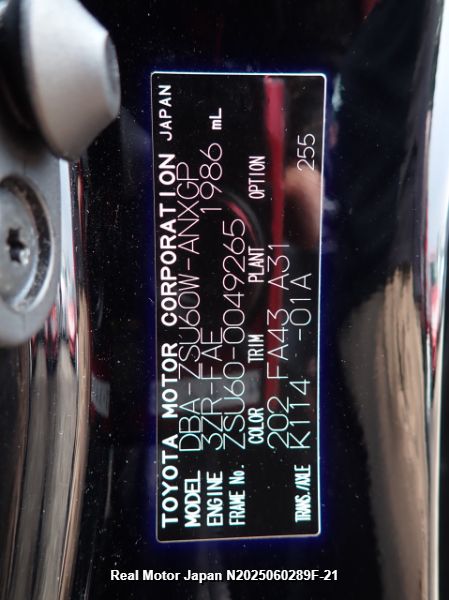 TOYOTA MOTOR CORPORATION JAPAN
MODEL DBA-ZSU60W-ANXGP
ENGINE 3ZR-FAE 1986 mL
FRAME No. ZSU60-0049265
COLOR TRIM PLANT OPTION
202 FA43 A31
TRANS./AXLE K114 -01A 255
Real Motor Japan N2025060289F-21